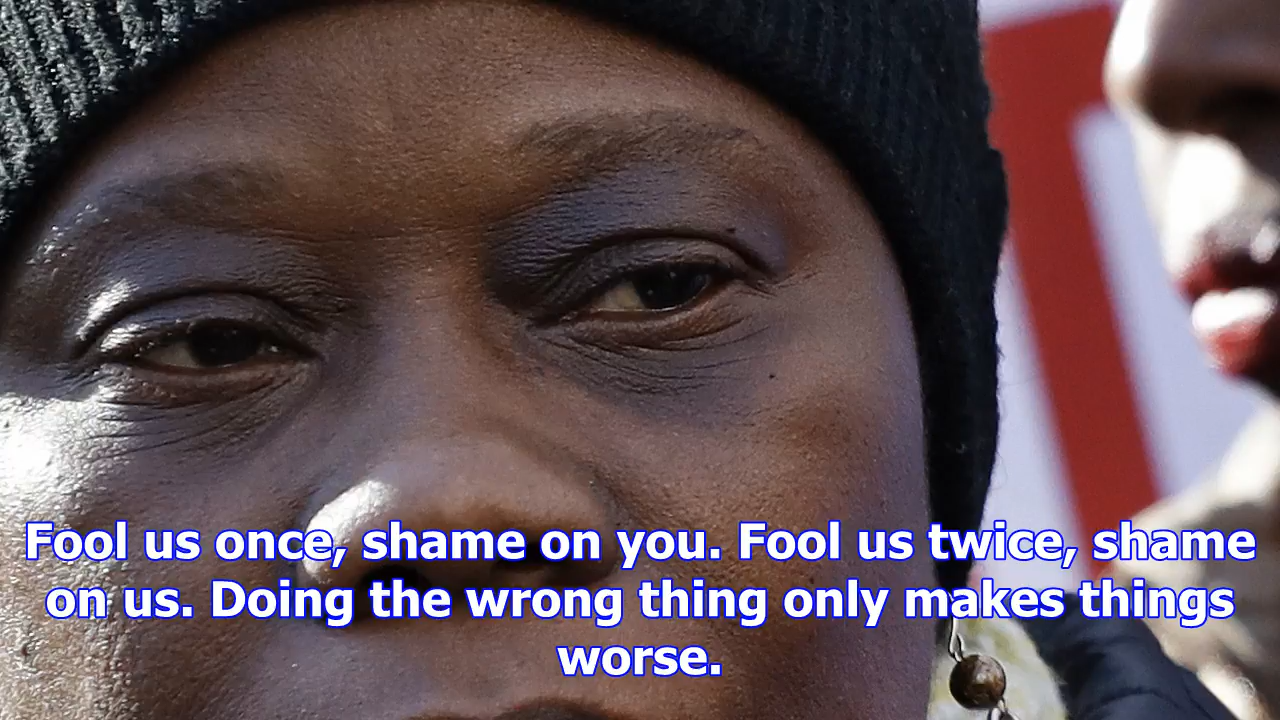 Fool us once, shame on you. Fool us twice, shame
on us. Doing the wrong thing only makes things
worse.